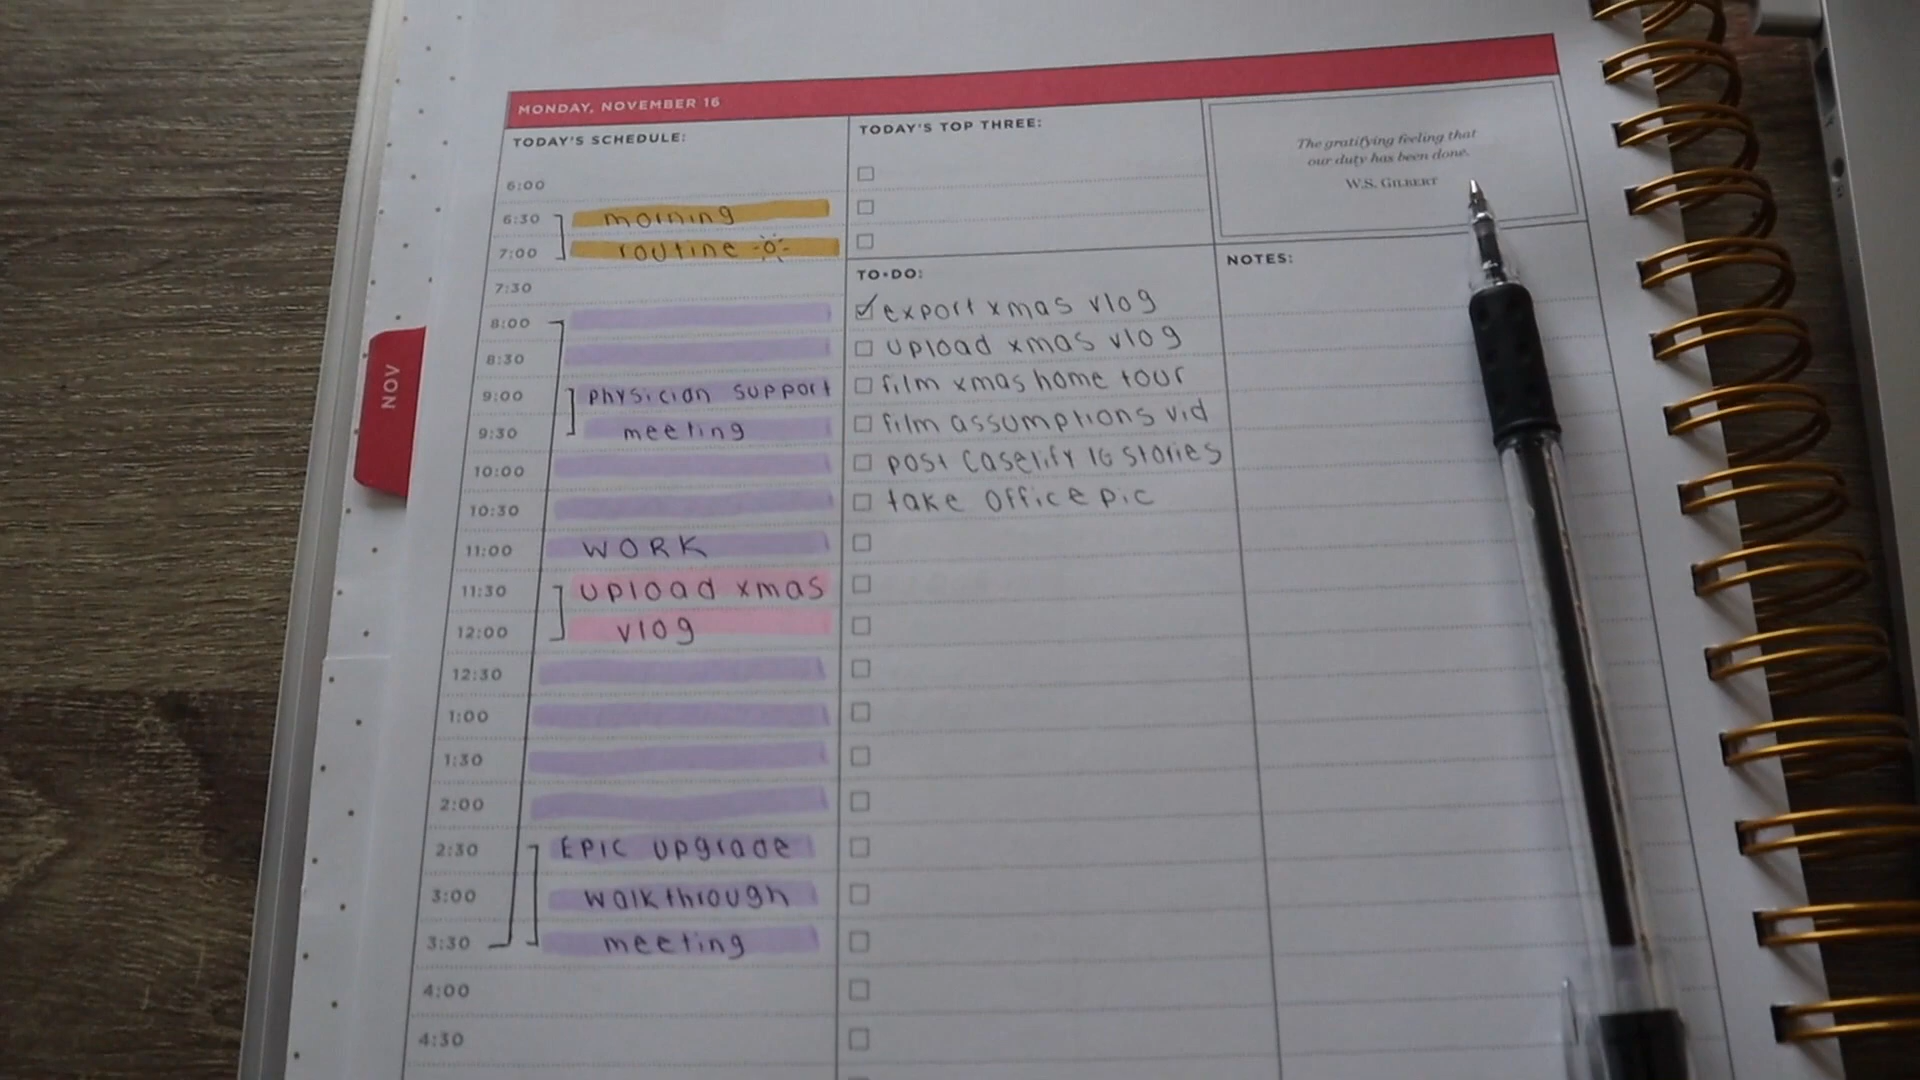 MONDAY, NOVEMBER 16
TODAY'S SCHEDULE:
6:00
6:30 morning
7:00 routine
7:30
8:00
8:30
9:00 physician support
9:30 meeting
10:00
10:30
11:00 WORK
11:30 upload xmas
12:00 vlog
12:30
1:00
1:30
2:00
2:30 EPIC upgrade
3:00 walkthrough
3:30 meeting
4:00
4:30
TODAY'S TOP THREE:
TO•DO:
export xmas vlog
upload xmas vlog
film xmas home tour
film assumptions vid
post Casetify IG stories
take office pic
The gratifying feeling that
our duty has been done.
W.S. GILBERT
NOTES:
NOV